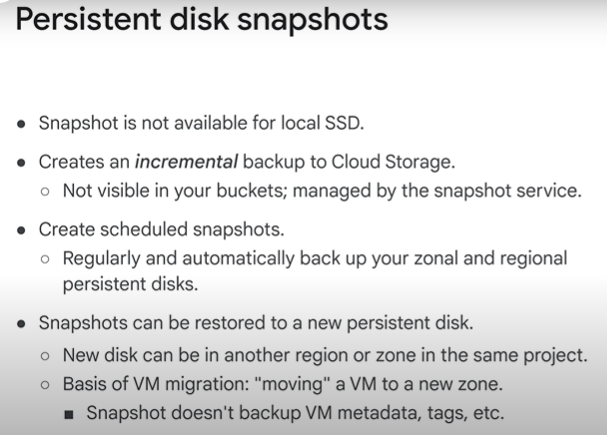 Persistent disk snapshots
● Snapshot is not available for local SSD.
● Creates an incremental backup to Cloud Storage.
○ Not visible in your buckets; managed by the snapshot service.
● Create scheduled snapshots.
○ Regularly and automatically back up your zonal and regional
persistent disks.
● Snapshots can be restored to a new persistent disk.
○ New disk can be in another region or zone in the same project.
○ Basis of VM migration: "moving" a VM to a new zone.
■ Snapshot doesn't backup VM metadata, tags, etc.